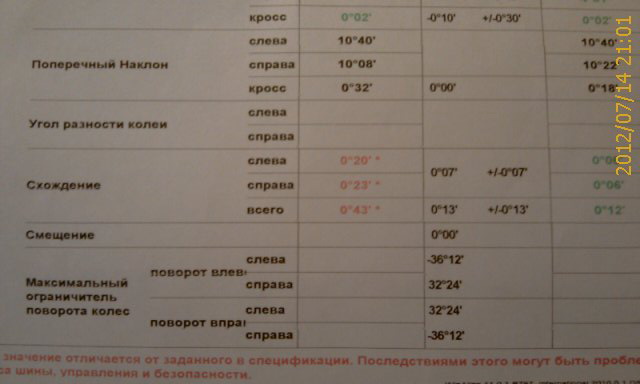 кросс 0°02' -0°10' +/-0°30' 0°02'
слева 10°40' 10°40'
Поперечный Наклон справа 10°08' 10°22'
кросс 0°32' 0°00' 0°18'
слева
Угол разности колеи
справа
слева 0°20' *
0°07' +/-0°07'
Схождение справа 0°23' * 0°06'
всего 0°43' * 0°13' +/-0°13' 0°12'
Смещение 0°00'
слева -36°12'
поворот влев
Максимальный справа 32°24'
ограничитель
поворота колес слева 32°24'
поворот впра
справа -36°12'
значение отличается от заданного в спецификации. Последствиями этого могут быть пробле
са шины, управления и безопасности.
2012/07/14 21:01